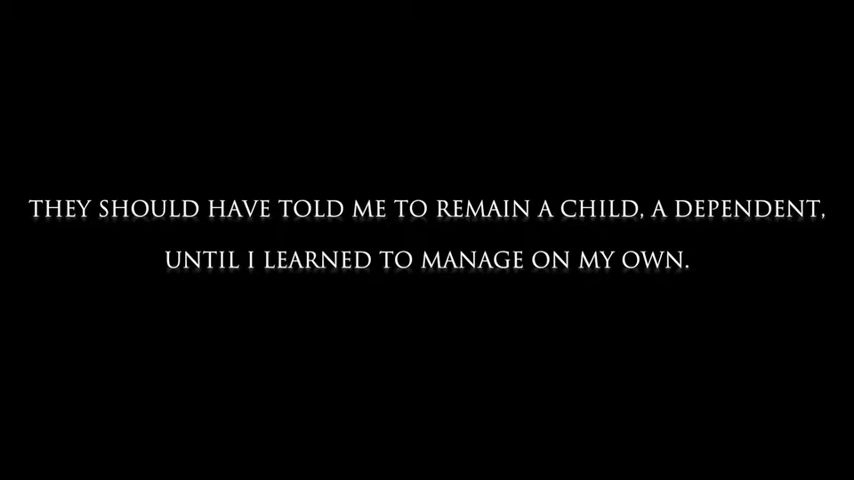 THEY SHOULD HAVE TOLD ME TO REMAIN A CHILD, A DEPENDENT,
UNTIL I LEARNED TO MANAGE ON MY OWN.